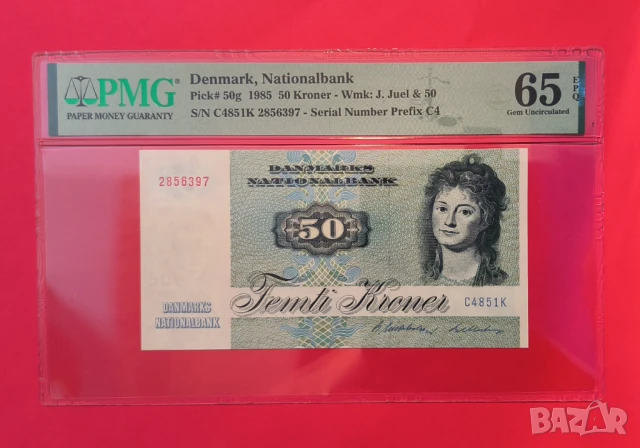 PMG
PAPER MONEY GUARANTY
Denmark, Nationalbank
Pick# 50g 1985 50 Kroner - Wmk: J. Juel & 50
S/N C4851K 2856397 - Serial Number Prefix C4
65 EPQ
Gem Uncirculated
2856397
DANMARKS
NATIONALBANK
50
Femti Kroner
DANMARKS
NATIONALBANK
C4851K
BAZAR